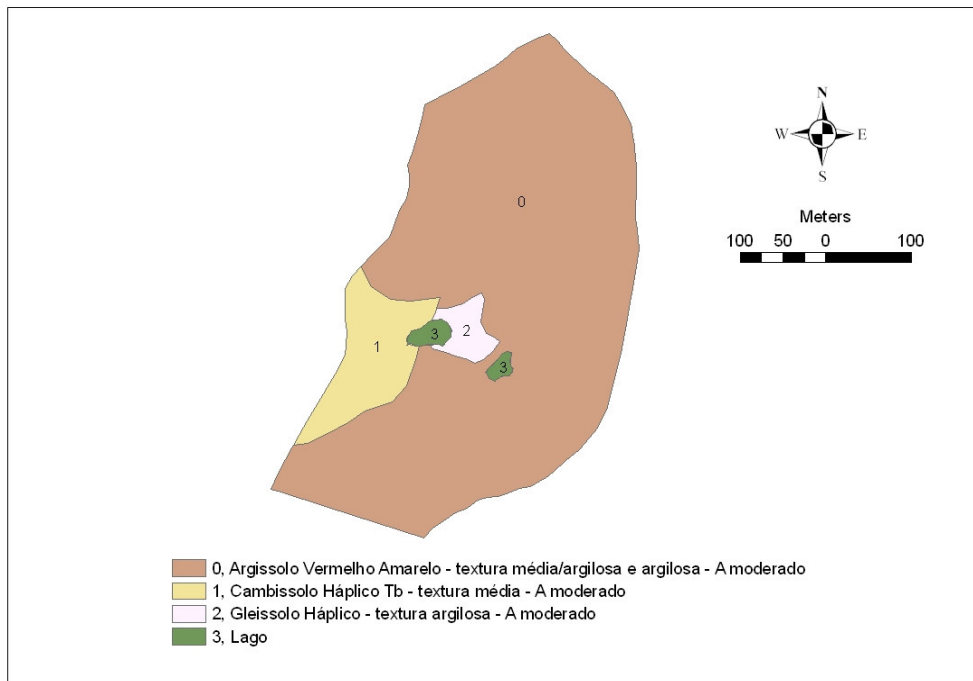 N
W E
S
Meters
100 50 0 100
0
1
2
3
3
0, Argissolo Vermelho Amarelo - textura média/argilosa e argilosa - A moderado
1, Cambissolo Háplico Tb - textura média - A moderado
2, Gleissolo Háplico - textura argilosa - A moderado
3, Lago